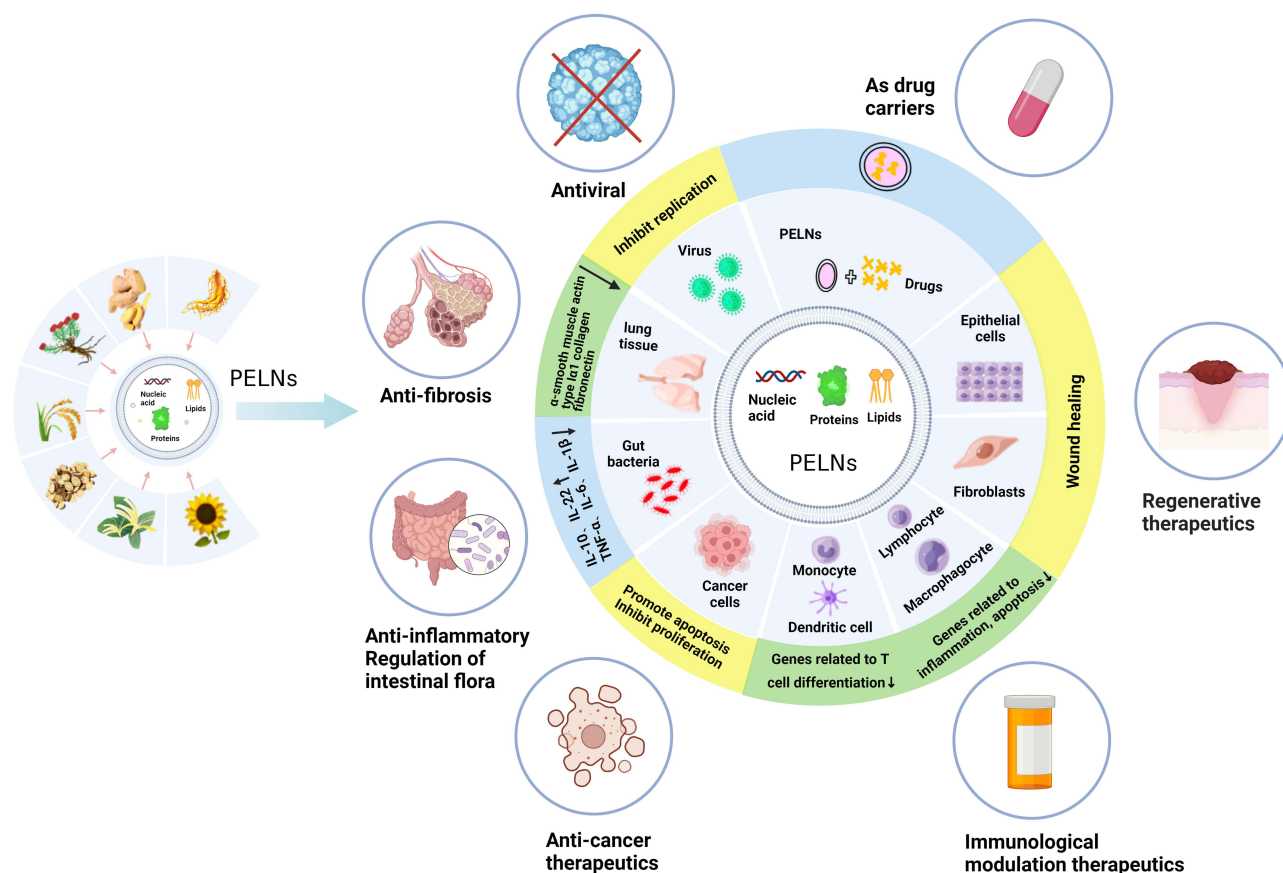 Nucleic
acid
Lipids
Proteins
PELNs
Antiviral
As drug
carriers
Anti-fibrosis
Anti-inflammatory
Regulation of
intestinal flora
Anti-cancer
therapeutics
Immunological
modulation therapeutics
Regenerative
therapeutics
Inhibit replication
α-smooth muscle actin
type Iα1 collagen
fibronectin
IL-10、IL-22↑
TNF-α、IL-6、IL-1β↓
Promote apoptosis
Inhibit proliferation
Genes related to T
cell differentiation↓
Genes related to
inflammation, apoptosis↓
Wound healing
Virus
PELNs
+
Drugs
lung
tissue
Epithelial
cells
Gut
bacteria
Fibroblasts
Cancer
cells
Monocyte
Dendritic cell
Lymphocyte
Macrophagocyte
Nucleic
acid
Proteins
Lipids
PELNs